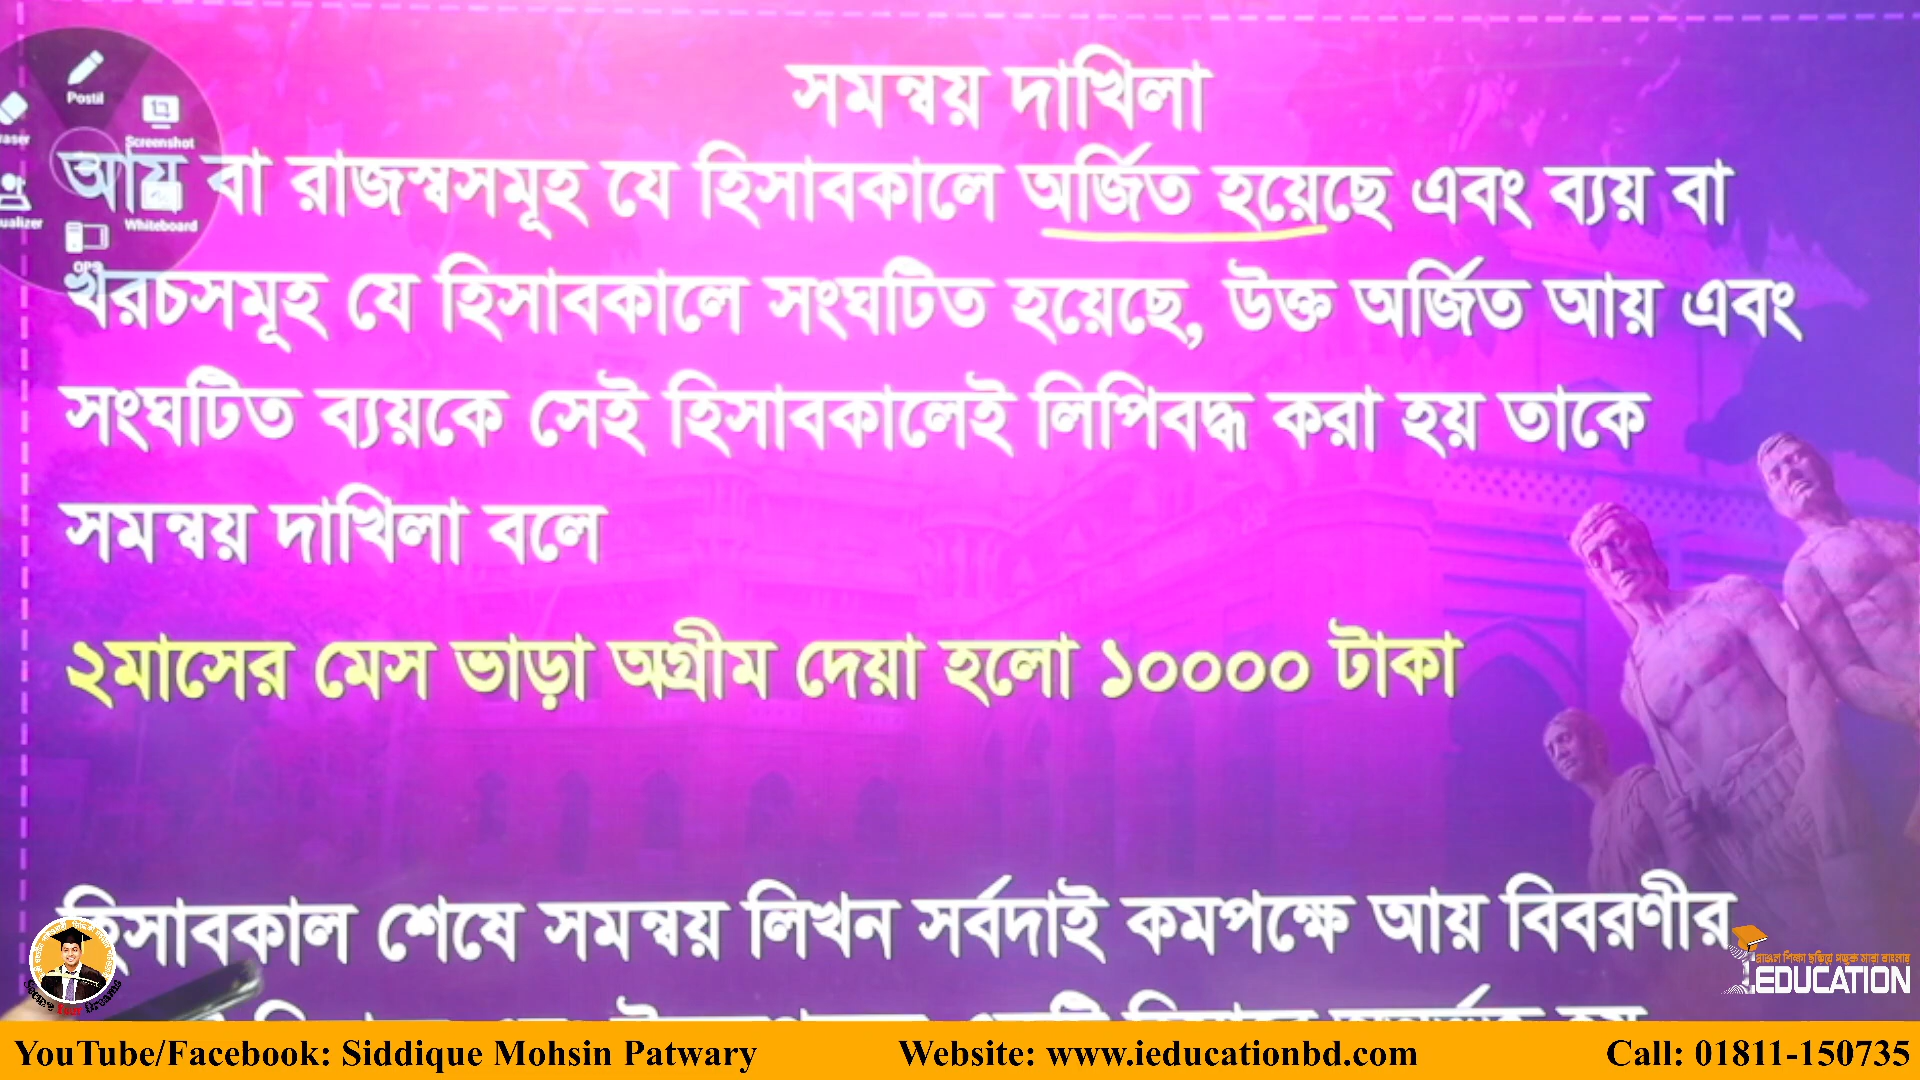 সমন্বয় দাখিলা
আয় বা রাজস্বসমূহ যে হিসাবকালে অর্জিত হয়েছে এবং ব্যয় বা
খরচসমূহ যে হিসাবকালে সংঘটিত হয়েছে, উক্ত অর্জিত আয় এবং
সংঘটিত ব্যয়কে সেই হিসাবকালেই লিপিবদ্ধ করা হয় তাকে
সমন্বয় দাখিলা বলে
২মাসের মেস ভাড়া অগ্রীম দেয়া হলো ১০০০০ টাকা
হিসাবকাল শেষে সমন্বয় লিখন সর্বদাই কমপক্ষে আয় বিবরণীর
Postil
Screenshot
Whiteboard
EDUCATION
YouTube/Facebook: Siddique Mohsin Patwary Website: www.ieducationbd.com Call: 01811-150735